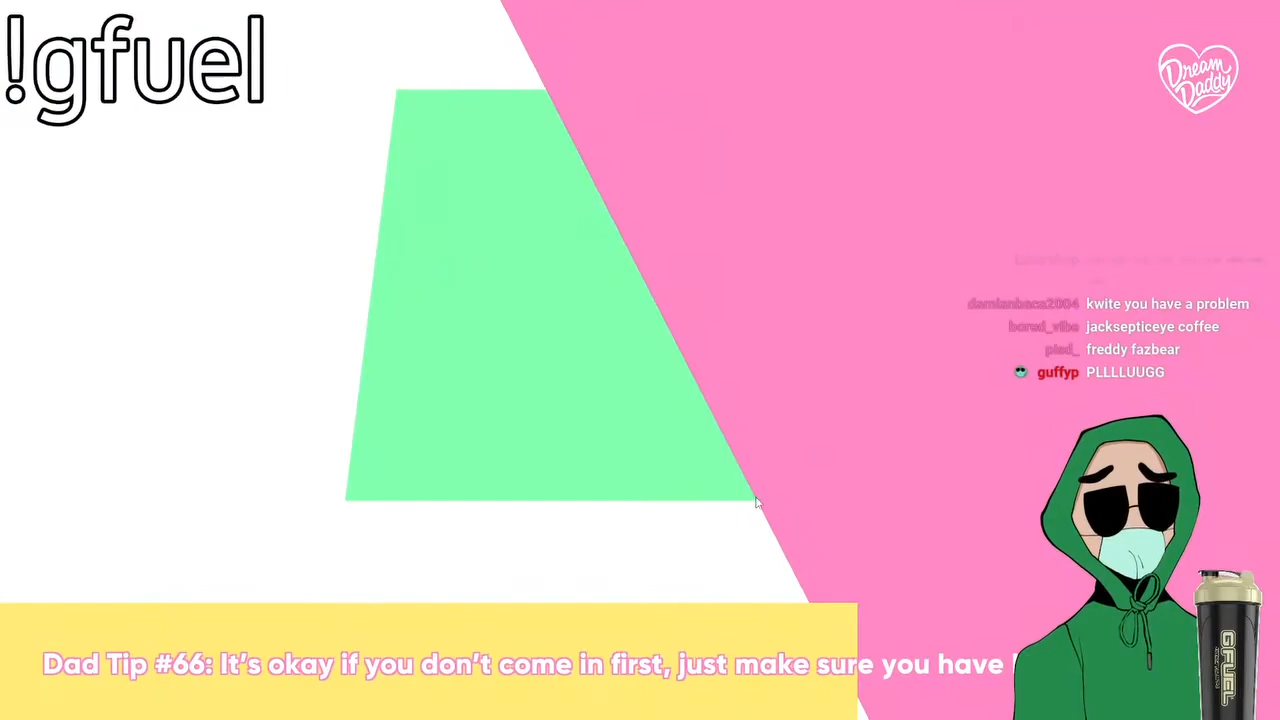 !gfuel
Dream
Daddy
damianbaca2004 kwite you have a problem
bored_vibe jacksepticeye coffee
pisd_ freddy fazbear
guffyp PLLLLUUGG
Dad Tip #66: It's okay if you don't come in first, just make sure you have
GFUEL